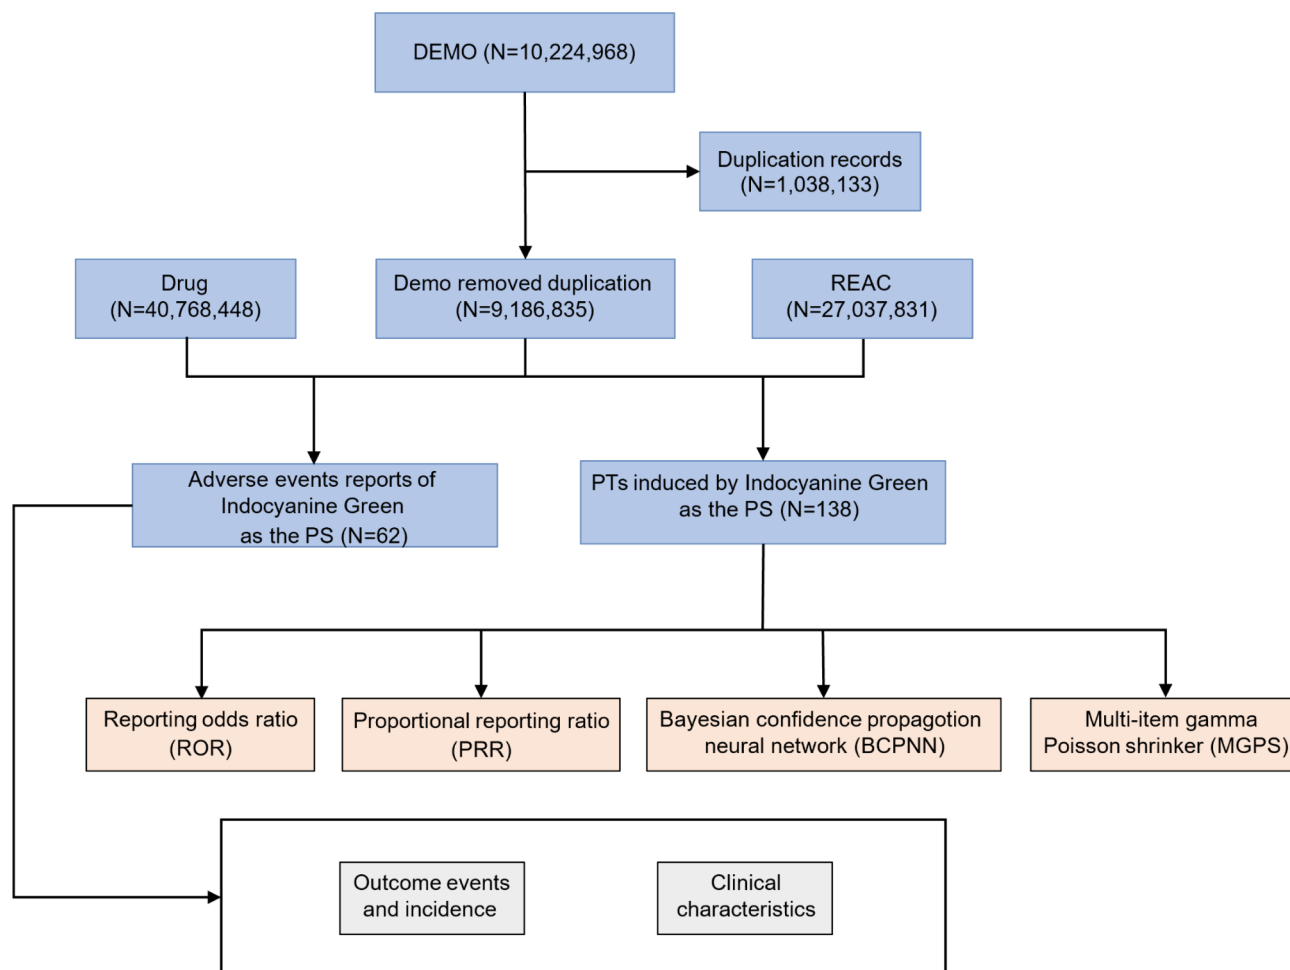 DEMO (N=10,224,968)
Duplication records
(N=1,038,133)
Drug
(N=40,768,448)
Demo removed duplication
(N=9,186,835)
REAC
(N=27,037,831)
Adverse events reports of
Indocyanine Green
as the PS (N=62)
PTs induced by Indocyanine Green
as the PS (N=138)
Reporting odds ratio
(ROR)
Proportional reporting ratio
(PRR)
Bayesian confidence propagotion
neural network (BCPNN)
Multi-item gamma
Poisson shrinker (MGPS)
Outcome events
and incidence
Clinical
characteristics